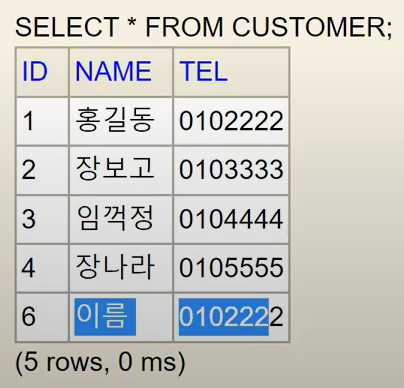 SELECT * FROM CUSTOMER;
ID NAME TEL
1 홍길동 0102222
2 장보고 0103333
3 임꺽정 0104444
4 장나라 0105555
6 이름 0102222
(5 rows, 0 ms)